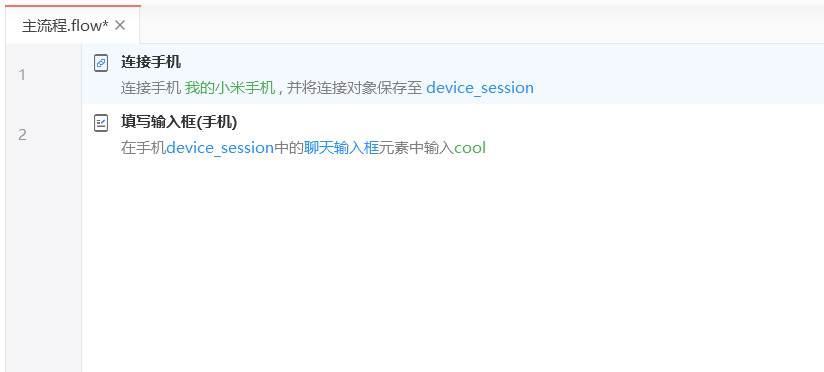 主流程.flow*
1
连接手机
连接手机 我的小米手机 , 并将连接对象保存至 device_session
2
填写输入框(手机)
在手机device_session中的聊天输入框元素中输入cool